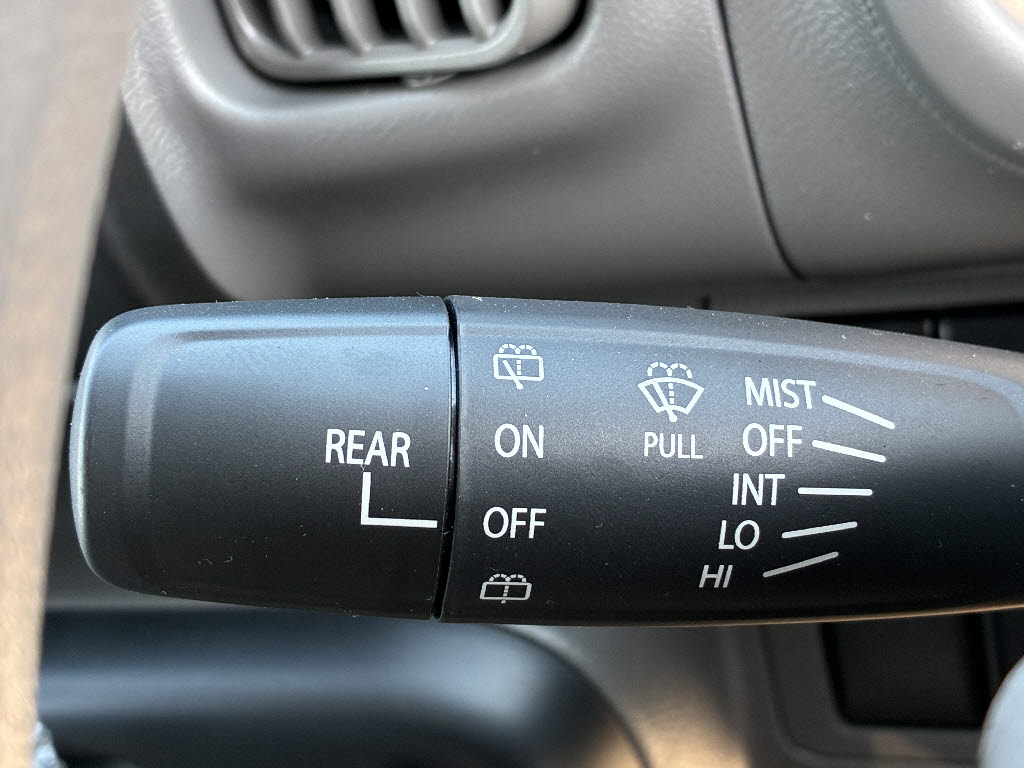 REAR
ON
OFF
PULL
MIST
OFF
INT
LO
HI